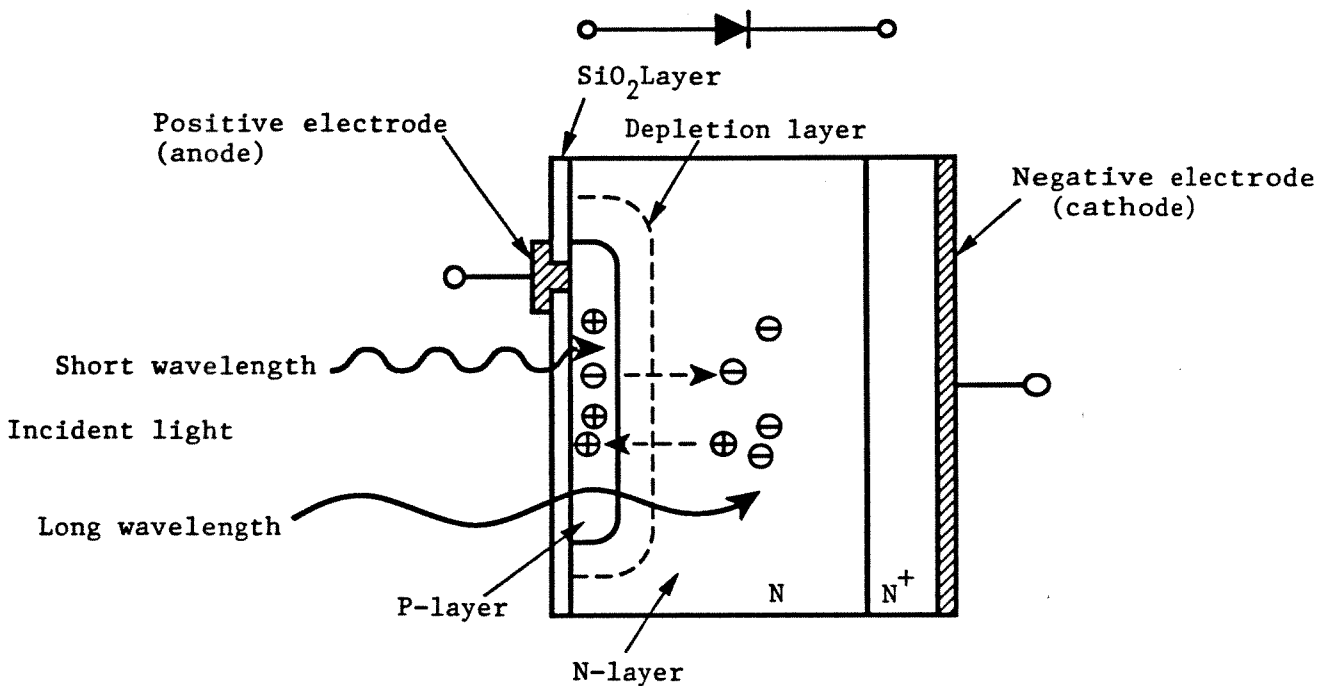 SiO₂Layer
Positive electrode
(anode)
Depletion layer
Negative electrode
(cathode)
Short wavelength
Incident light
Long wavelength
P-layer
N
N⁺
N-layer